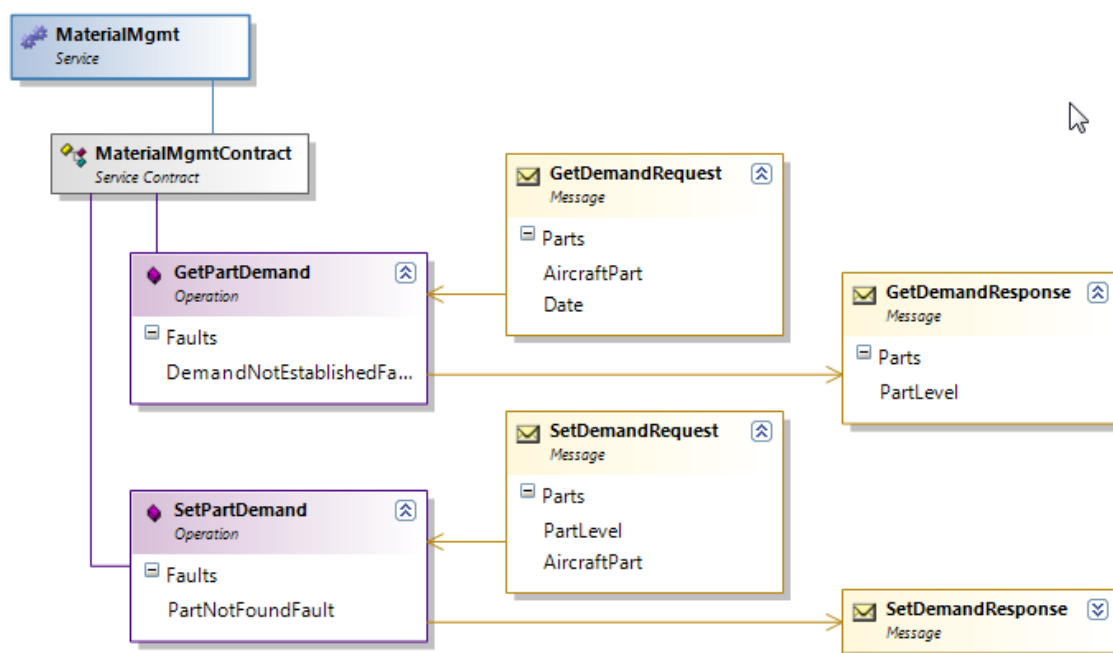 MaterialMgmt
Service
MaterialMgmtContract
Service Contract
GetPartDemand
Operation
Faults
DemandNotEstablishedFa...
GetDemandRequest
Message
Parts
AircraftPart
Date
GetDemandResponse
Message
Parts
PartLevel
SetPartDemand
Operation
Faults
PartNotFoundFault
SetDemandRequest
Message
Parts
PartLevel
AircraftPart
SetDemandResponse
Message